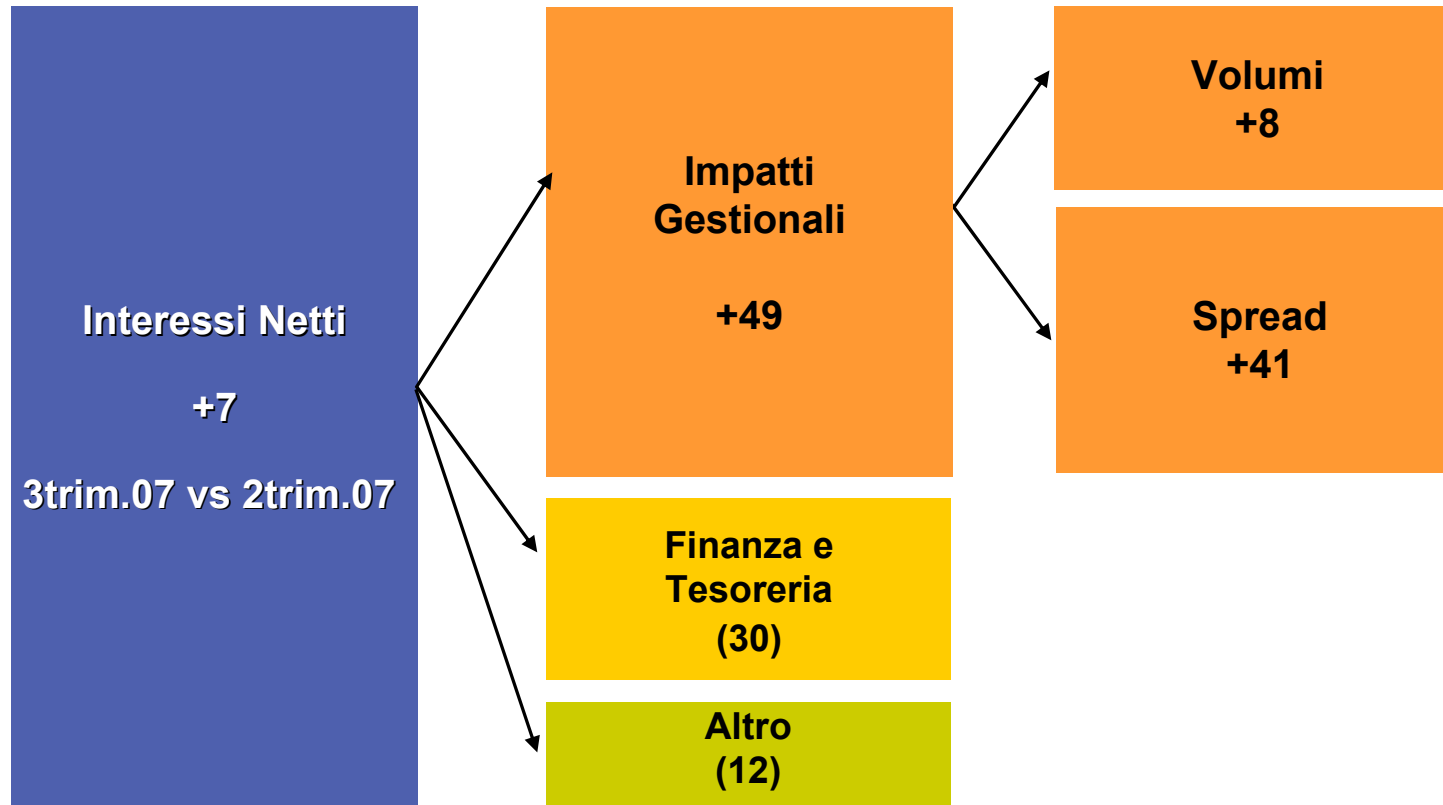 Interessi Netti
+7
3trim.07 vs 2trim.07
Impatti
Gestionali
+49
Finanza e
Tesoreria
(30)
Altro
(12)
Volumi
+8
Spread
+41